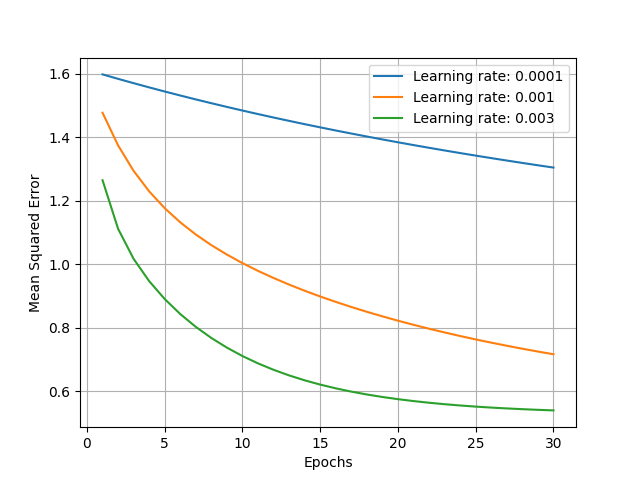 Learning rate: 0.0001
Learning rate: 0.001
Learning rate: 0.003
Mean Squared Error
1.6
1.4
1.2
1.0
0.8
0.6
0 5 10 15 20 25 30
Epochs